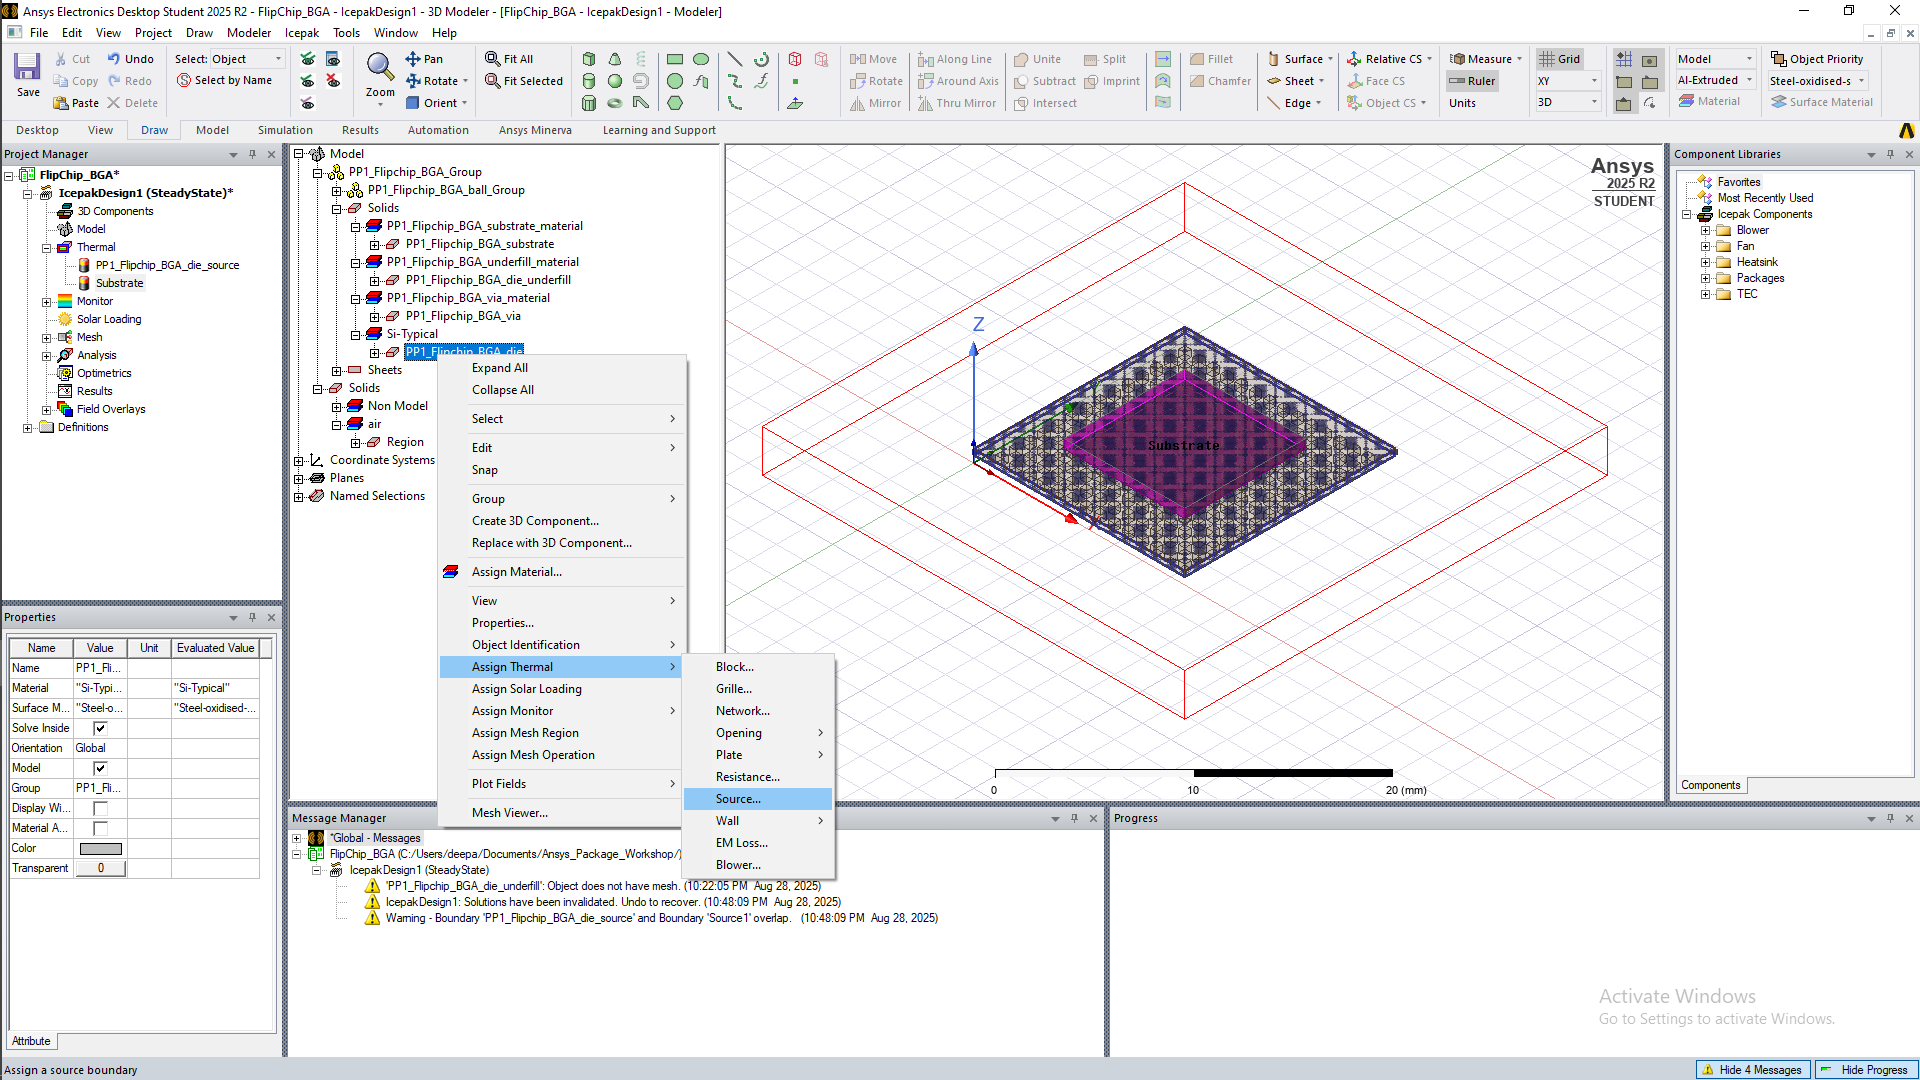 Ansys Electronics Desktop Student 2025 R2 - FlipChip_BGA - IcepakDesign1 - 3D Modeler - [FlipChip_BGA - IcepakDesign1 - Modeler]
File Edit View Project Draw Modeler Icepak Tools Window Help
Save
Cut
Copy
Paste
Undo
Redo
Delete
Select: Object
Select by Name
Zoom
Pan
Rotate
Orient
Fit All
Fit Selected
Move
Rotate
Mirror
Along Line
Around Axis
Thru Mirror
Unite
Subtract
Intersect
Split
Imprint
Fillet
Chamfer
Surface
Sheet
Edge
Relative CS
Face CS
Object CS
Measure
Ruler
Units
Grid
XY
3D
Model
Al-Extruded
Material
Object Priority
Steel-oxidised-s
Surface Material
Desktop View Draw Model Simulation Results Automation Ansys Minerva Learning and Support
Project Manager
FlipChip_BGA*
IcepakDesign1 (SteadyState)*
3D Components
Model
Thermal
PP1_Flipchip_BGA_die_source
Substrate
Monitor
Solar Loading
Mesh
Analysis
Optimetrics
Results
Field Overlays
Definitions
Properties
Name Value Unit Evaluated Value
Name PP1_Fli...
Material "Si-Typi... "Si-Typical"
Surface M... "Steel-o... "Steel-oxidised-...
Solve Inside
Orientation Global
Model
Group PP1_Fli...
Display Wi...
Material A...
Color
Transparent 0
Attribute
Model
PP1_Flipchip_BGA_Group
PP1_Flipchip_BGA_ball_Group
Solids
PP1_Flipchip_BGA_substrate_material
PP1_Flipchip_BGA_substrate
PP1_Flipchip_BGA_underfill_material
PP1_Flipchip_BGA_die_underfill
PP1_Flipchip_BGA_via_material
PP1_Flipchip_BGA_via
Si-Typical
PP1_Flipchip_BGA_die
Sheets
Solids
Non Model
air
Region
Coordinate Systems
Planes
Named Selections
Expand All
Collapse All
Select
Edit
Snap
Group
Create 3D Component...
Replace with 3D Component...
Assign Material...
View
Properties...
Object Identification
Assign Thermal
Assign Solar Loading
Assign Monitor
Assign Mesh Region
Assign Mesh Operation
Plot Fields
Mesh Viewer...
Block...
Grille...
Network...
Opening
Plate
Resistance...
Source...
Wall
EM Loss...
Blower...
Ansys
2025 R2
STUDENT
Z
Substrate
0 10 20 (mm)
Component Libraries
Favorites
Most Recently Used
Icepak Components
Blower
Fan
Heatsink
Packages
TEC
Components
Message Manager
*Global - Messages
FlipChip_BGA (C:/Users/deepa/Documents/Ansys_Package_Workshop/)
IcepakDesign1 (SteadyState)
'PP1_Flipchip_BGA_die_underfill': Object does not have mesh. (10:22:05 PM Aug 28, 2025)
IcepakDesign1: Solutions have been invalidated. Undo to recover. (10:48:09 PM Aug 28, 2025)
Warning - Boundary 'PP1_Flipchip_BGA_die_source' and Boundary 'Source1' overlap. (10:48:09 PM Aug 28, 2025)
Progress
Activate Windows
Go to Settings to activate Windows.
Assign a source boundary
Hide 4 Messages
Hide Progress